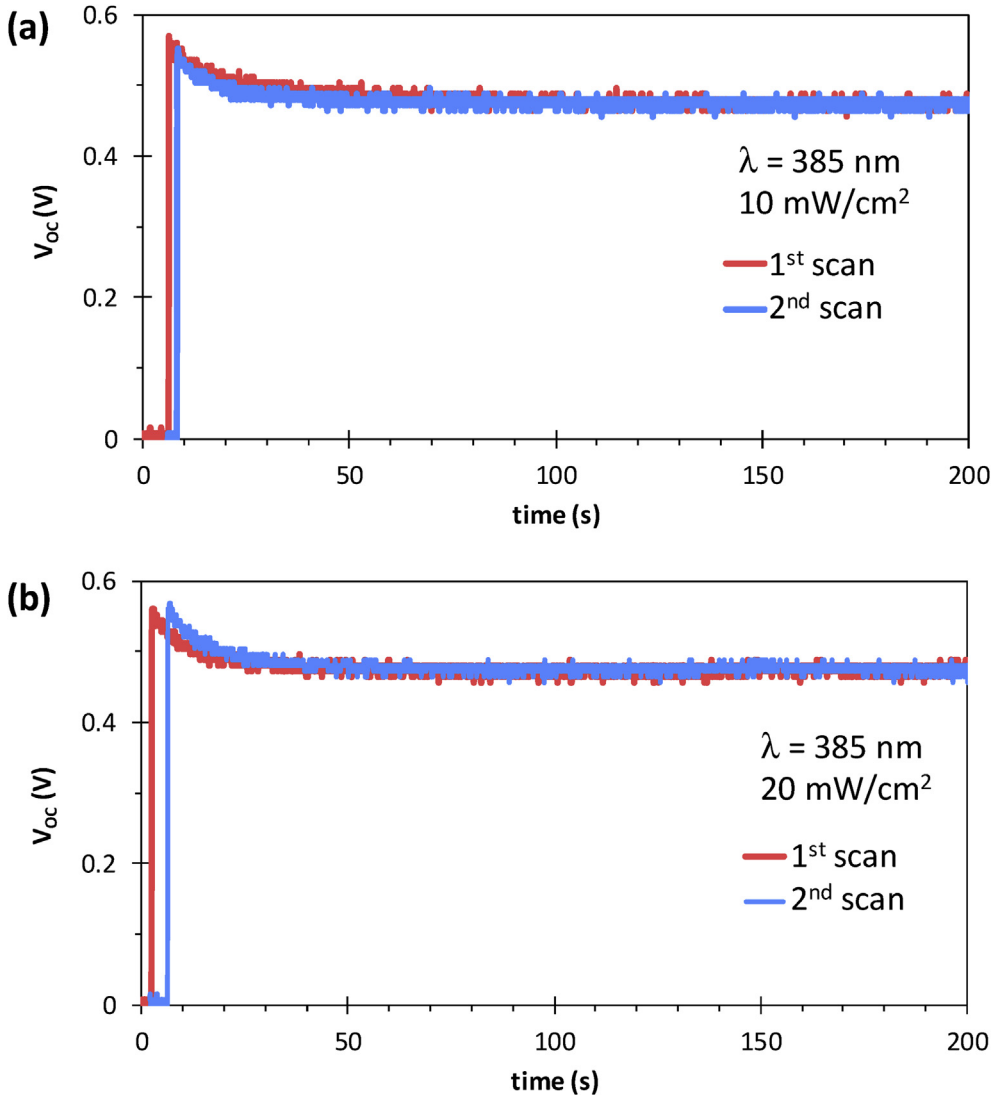 (a)
0.6
0.4
0.2
0
V_OC (V)
λ = 385 nm
10 mW/cm²
1st scan
2nd scan
0 50 100 150 200
time (s)
(b)
0.6
0.4
0.2
0
V_OC (V)
λ = 385 nm
20 mW/cm²
1st scan
2nd scan
0 50 100 150 200
time (s)